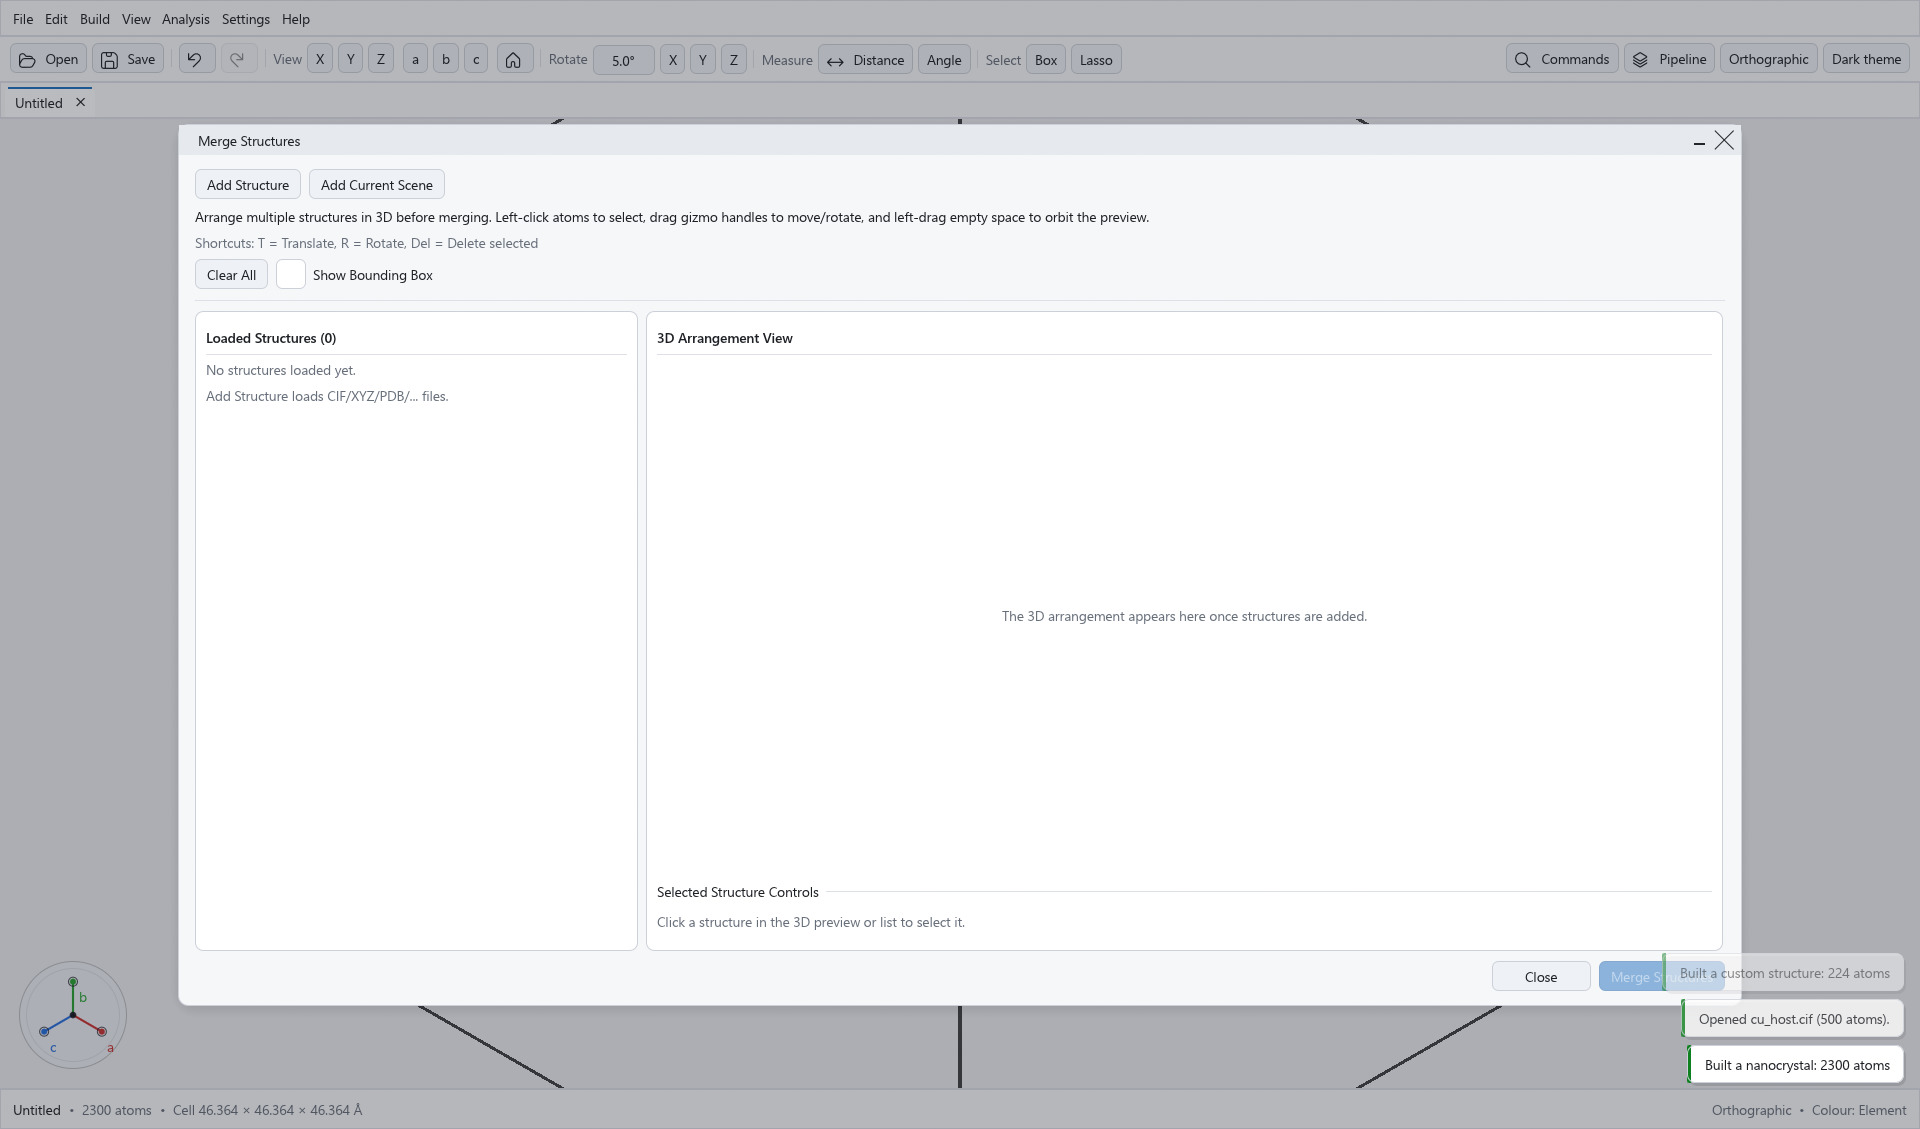 File Edit Build View Analysis Settings Help
Open Save View X Y Z a b c Rotate 5.0° X Y Z Measure Distance Angle Select Box Lasso Commands Pipeline Orthographic Dark theme
Untitled
Merge Structures
Add Structure Add Current Scene
Arrange multiple structures in 3D before merging. Left-click atoms to select, drag gizmo handles to move/rotate, and left-drag empty space to orbit the preview.
Shortcuts: T = Translate, R = Rotate, Del = Delete selected
Clear All Show Bounding Box
Loaded Structures (0)
No structures loaded yet.
Add Structure loads CIF/XYZ/PDB/... files.
3D Arrangement View
The 3D arrangement appears here once structures are added.
Selected Structure Controls
Click a structure in the 3D preview or list to select it.
Close Merge Structures
Built a custom structure: 224 atoms
Opened cu_host.cif (500 atoms).
Built a nanocrystal: 2300 atoms
b
c a
Untitled • 2300 atoms • Cell 46.364 × 46.364 × 46.364 Å
Orthographic • Colour: Element